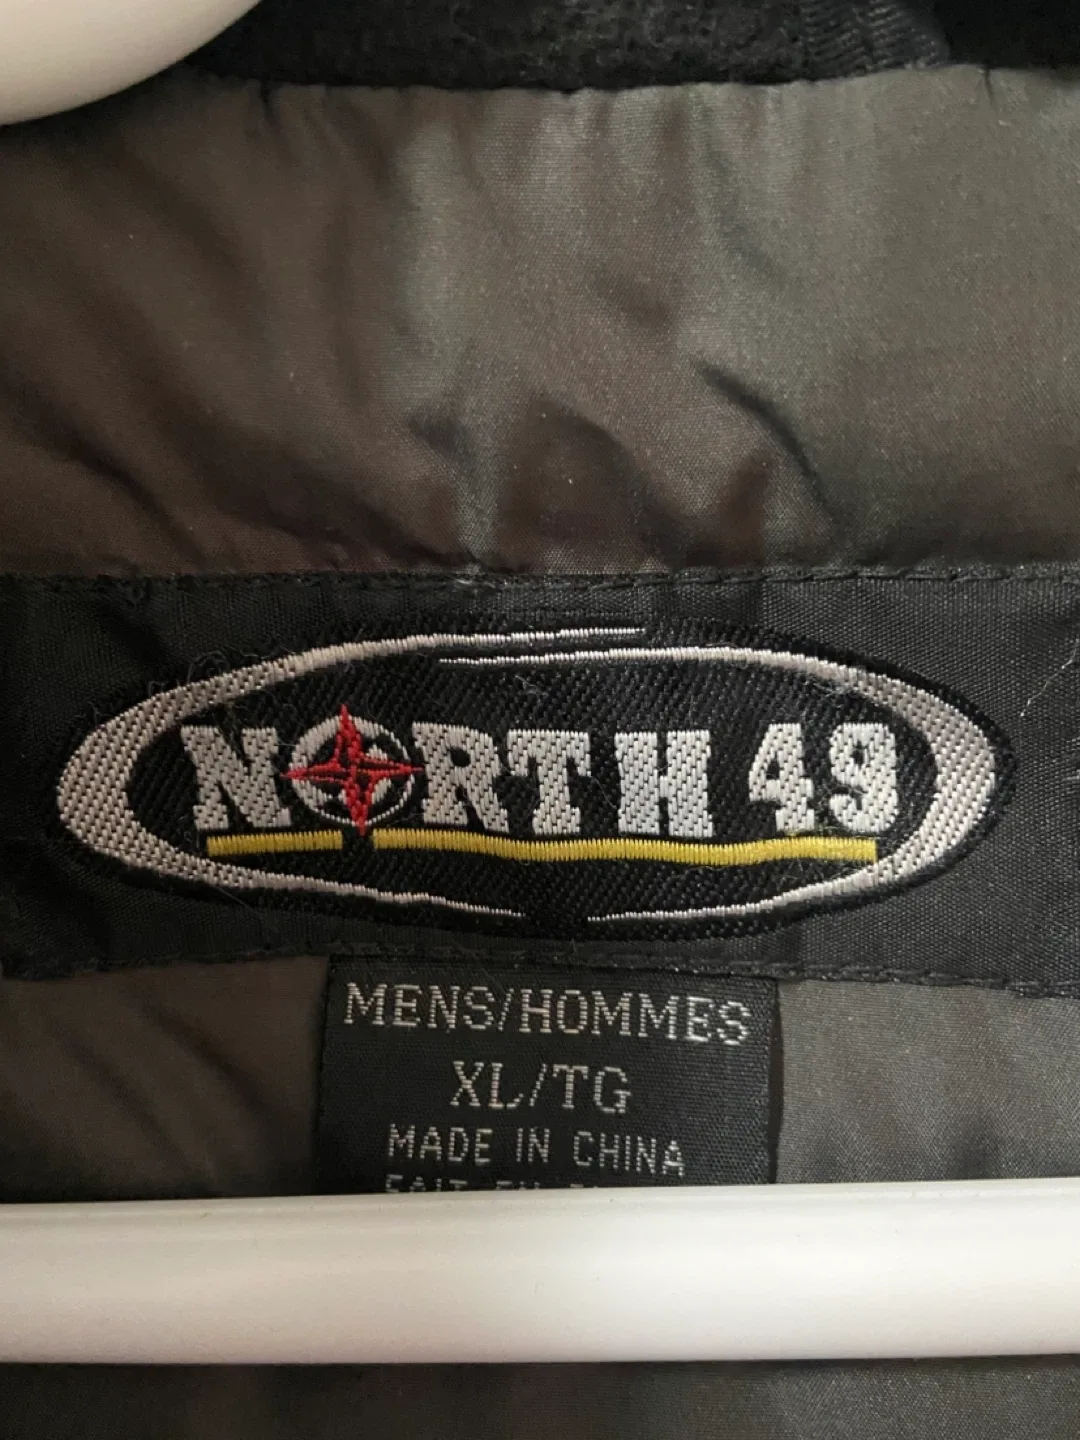 NORTH 49
MENS/HOMMES
XL/TG
MADE IN CHINA